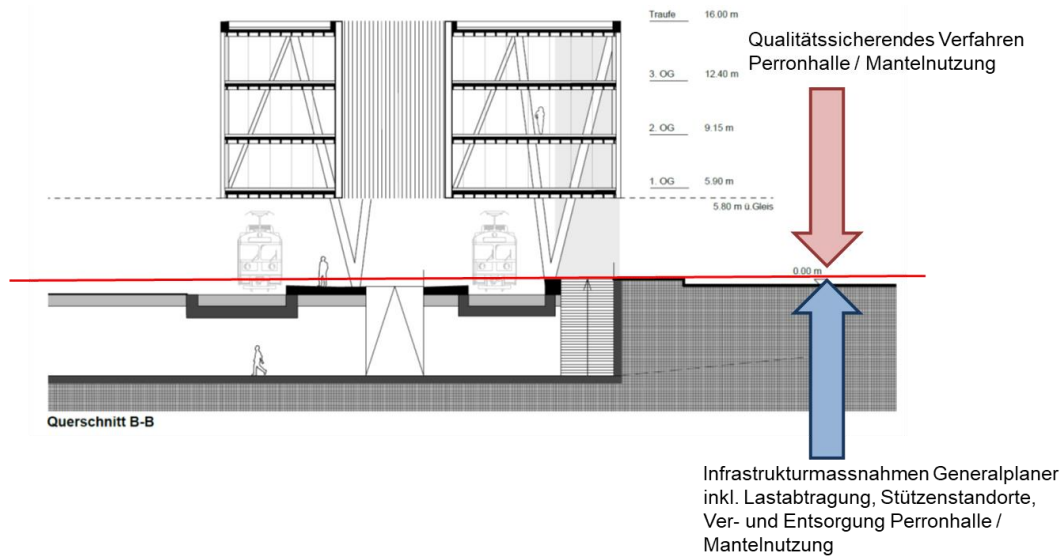 Traufe 16.00 m
Qualitätssicherendes Verfahren
Perronhalle / Mantelnutzung
3. OG 12.40 m
2. OG 9.15 m
1. OG 5.90 m
5.80 m ü.Gleis
0.00 m
Querschnitt B-B
Infrastrukturmassnahmen Generalplaner
inkl. Lastabtragung, Stützenstandorte,
Ver- und Entsorgung Perronhalle /
Mantelnutzung